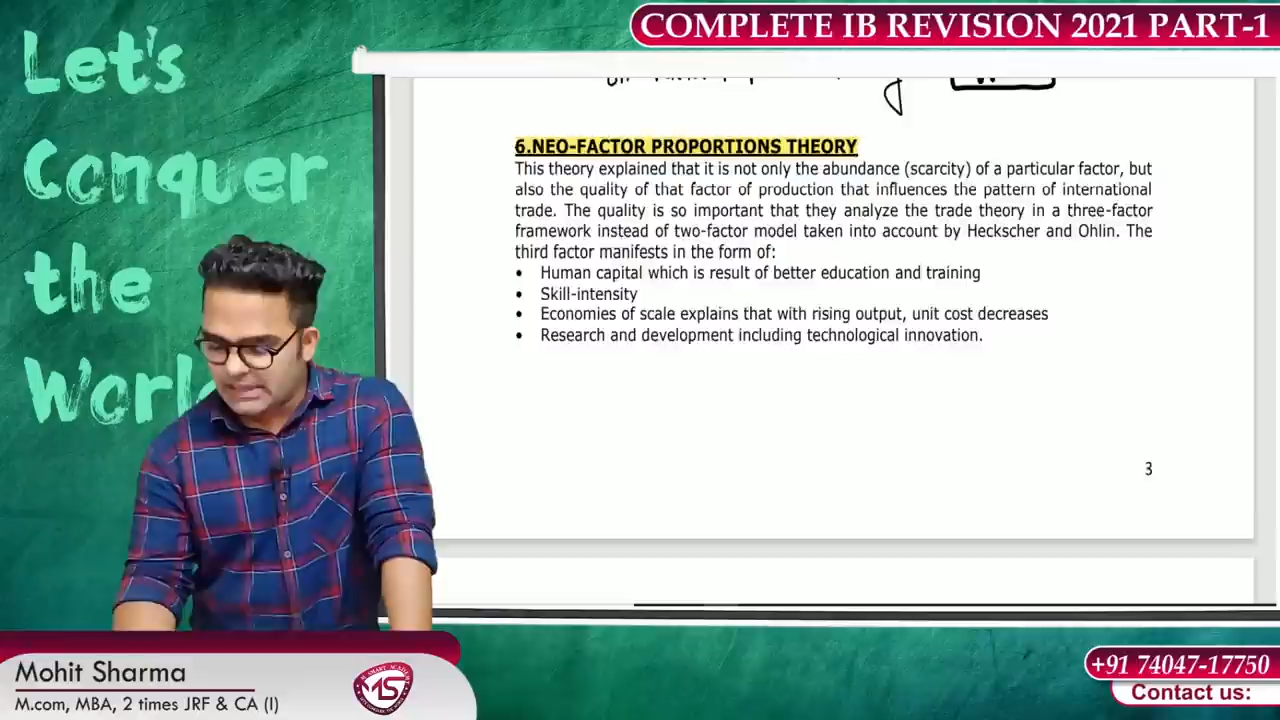 COMPLETE IB REVISION 2021 PART-1
Let's
Conquer
the
6.NEO-FACTOR PROPORTIONS THEORY
This theory explained that it is not only the abundance (scarcity) of a particular factor, but
also the quality of that factor of production that influences the pattern of international
trade. The quality is so important that they analyze the trade theory in a three-factor
framework instead of two-factor model taken into account by Heckscher and Ohlin. The
third factor manifests in the form of:
• Human capital which is result of better education and training
• Skill-intensity
• Economies of scale explains that with rising output, unit cost decreases
• Research and development including technological innovation.
3
Mohit Sharma
M.com, MBA, 2 times JRF & CA (I)
MS
+91 74047-17750
Contact us: